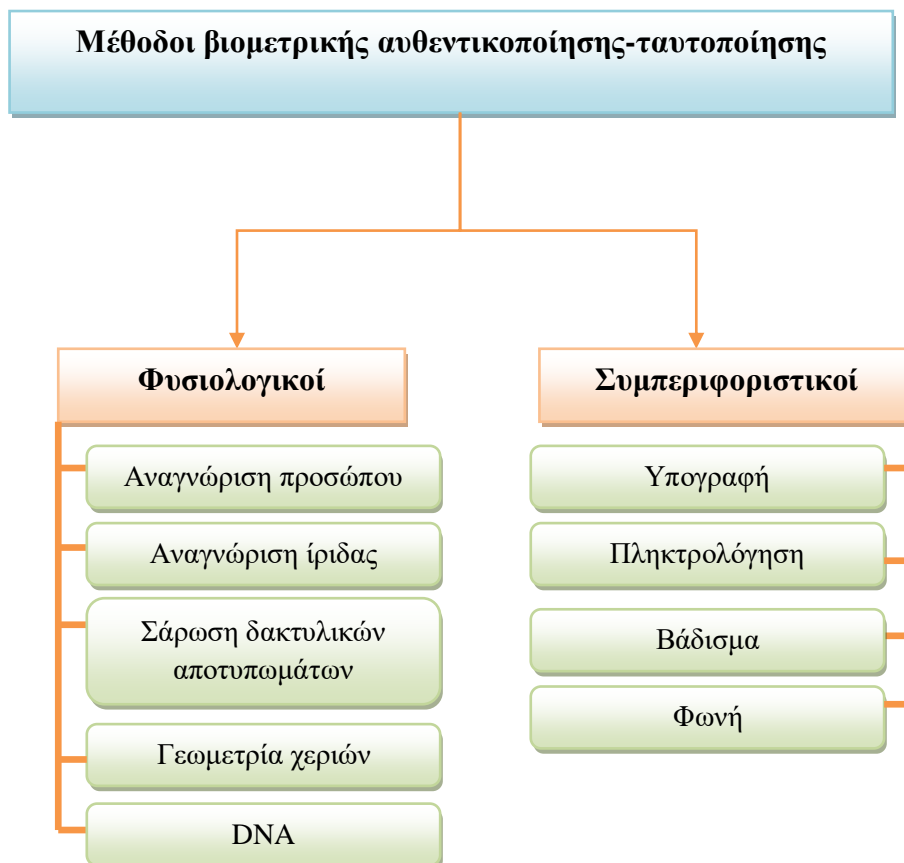 Μέθοδοι βιομετρικής αυθεντικοποίησης-ταυτοποίησης
Φυσιολογικοί
Αναγνώριση προσώπου
Αναγνώριση ίριδας
Σάρωση δακτυλικών
αποτυπωμάτων
Γεωμετρία χεριών
DNA
Συμπεριφοριστικοί
Υπογραφή
Πληκτρολόγηση
Βάδισμα
Φωνή